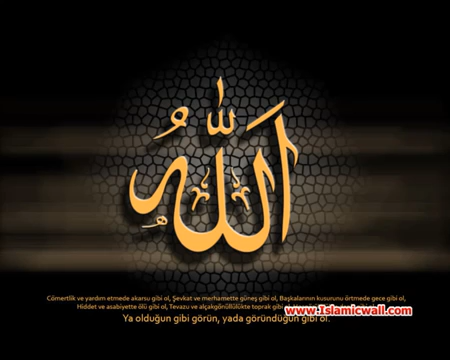 الله
Cömertlik ve yardım etmede akarsu gibi ol, Şevkat ve merhamette güneş gibi ol, Başkalarının kusurunu örtmede gece gibi ol,
Hiddet ve asabiyette ölü gibi ol, Tevazu ve alçakgönüllülükte toprak gibi
www.Islamicwall.com
Ya olduğun gibi görün, yada göründüğün gibi ol.